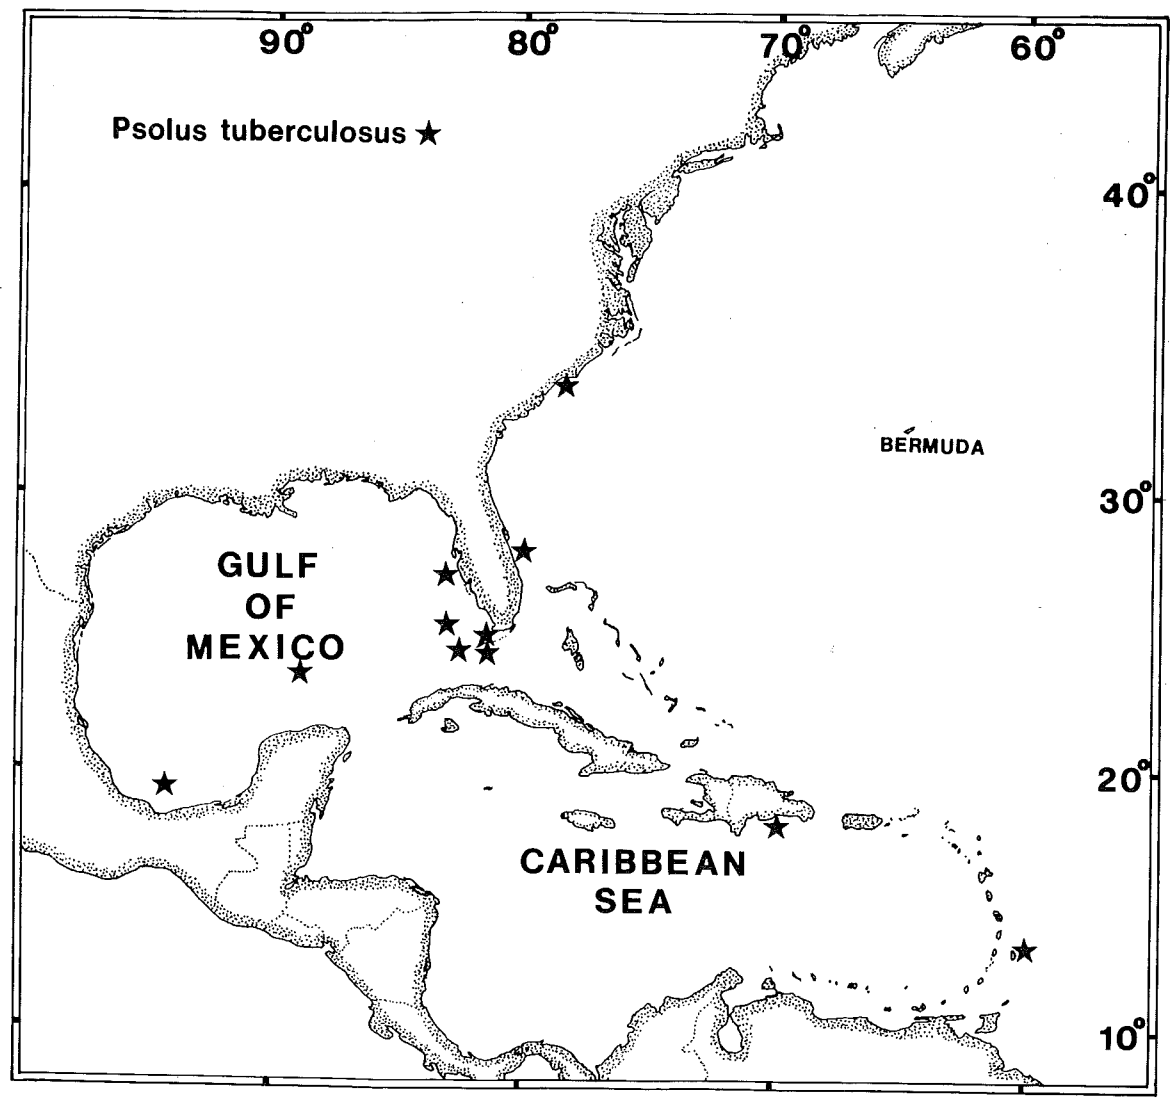 90° 80° 70° 60°
Psolus tuberculosus ★
40°
BERMUDA
30°
GULF
OF
MEXICO
20°
CARIBBEAN
SEA
10°